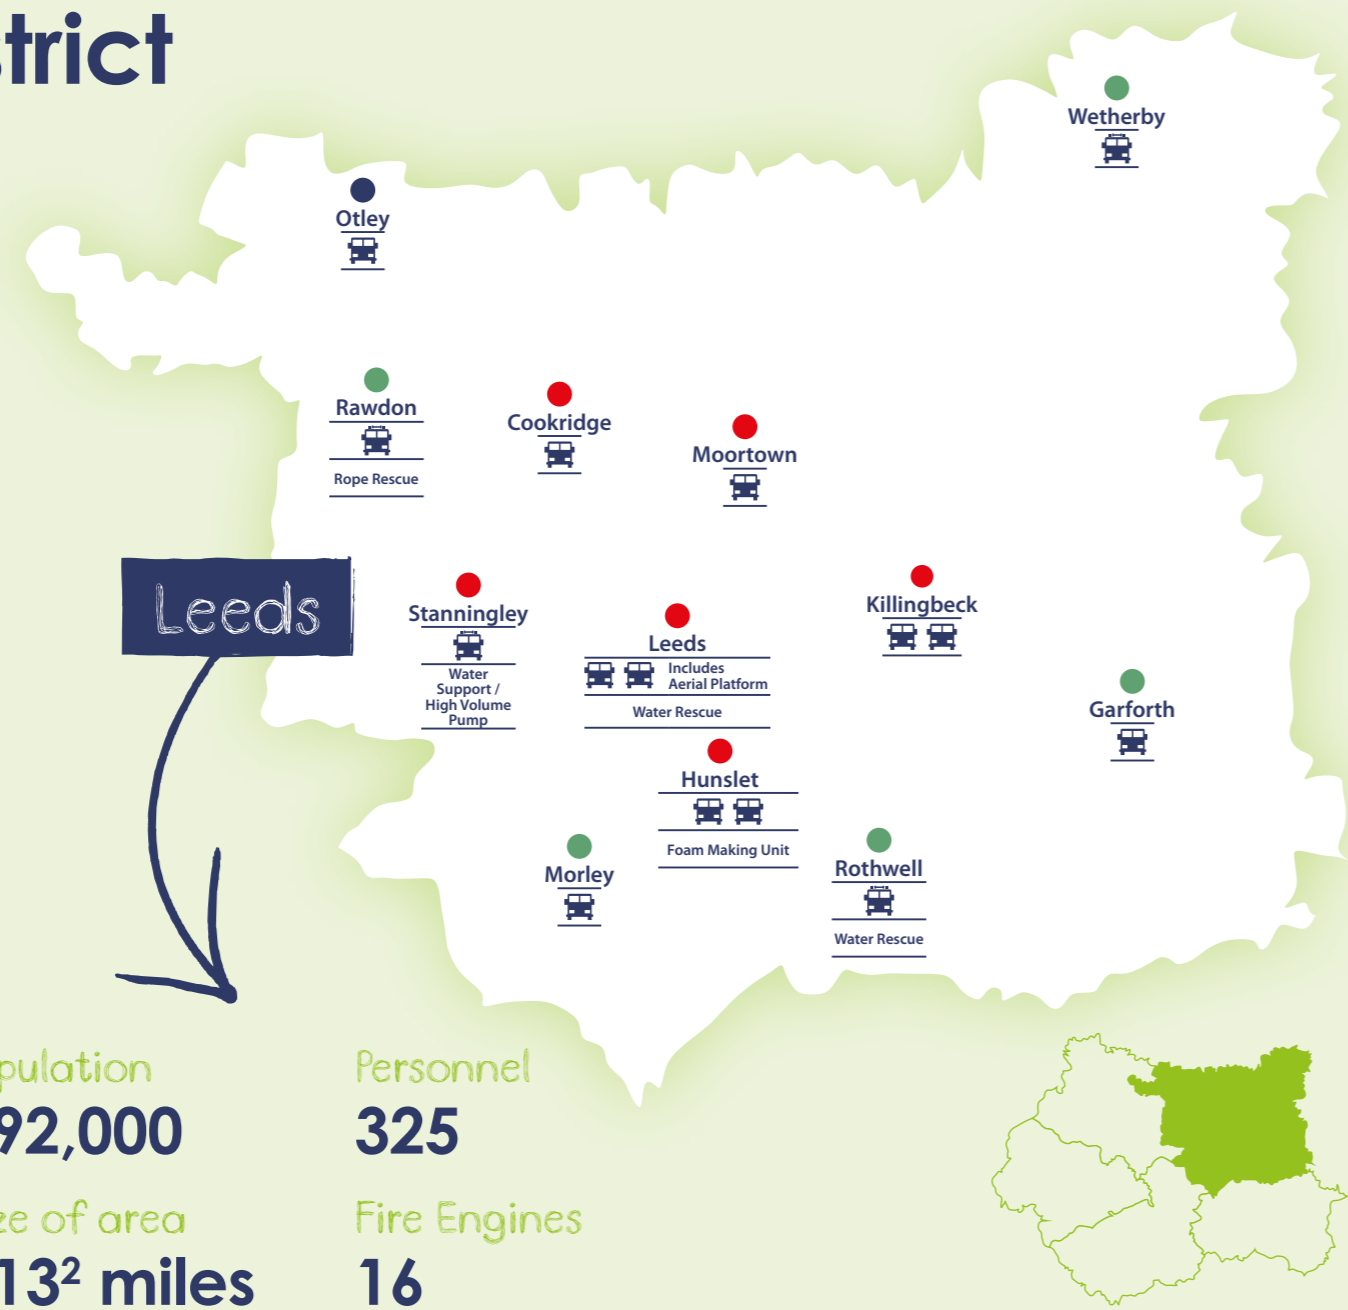 strict
Wetherby
Otley
Rawdon
Rope Rescue
Cookridge
Moortown
Leeds
Stanningley
Water
Support /
High Volume
Pump
Leeds
Includes
Aerial Platform
Water Rescue
Killingbeck
Garforth
Hunslet
Foam Making Unit
Morley
Rothwell
Water Rescue
pulation
92,000
Personnel
325
ze of area
13² miles
Fire Engines
16